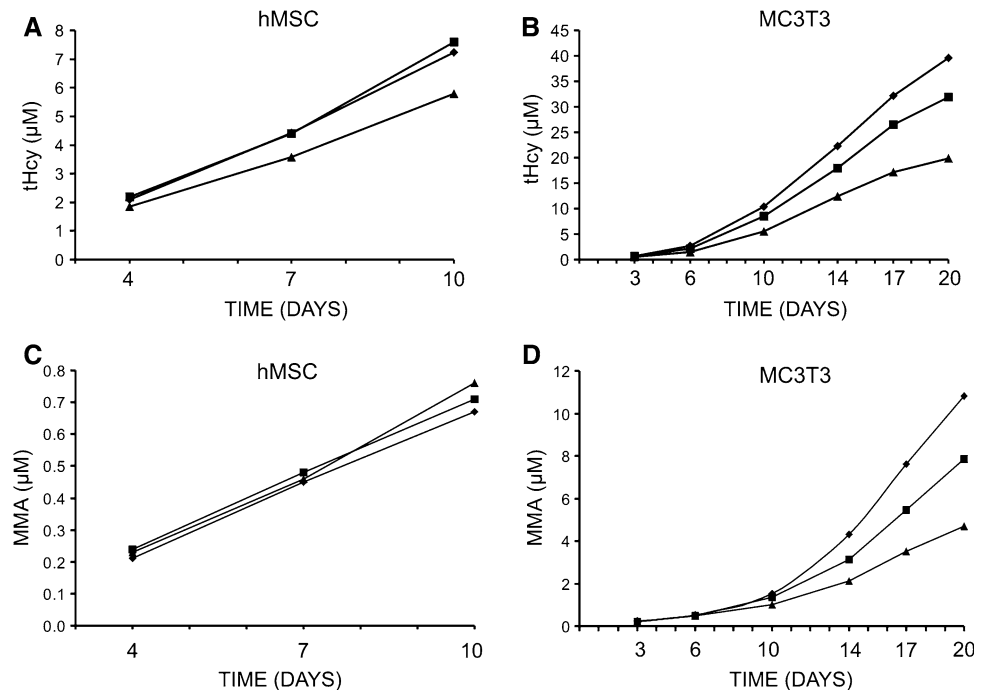 A
hMSC
8
7
6
5
4
3
2
1
0
tHcy (µM)
4 7 10
TIME (DAYS)
B
MC3T3
45
40
35
30
25
20
15
10
5
0
tHcy (µM)
3 6 10 14 17 20
TIME (DAYS)
C
hMSC
0.8
0.7
0.6
0.5
0.4
0.3
0.2
0.1
0.0
MMA (µM)
4 7 10
TIME (DAYS)
D
MC3T3
12
10
8
6
4
2
0
MMA (µM)
3 6 10 14 17 20
TIME (DAYS)